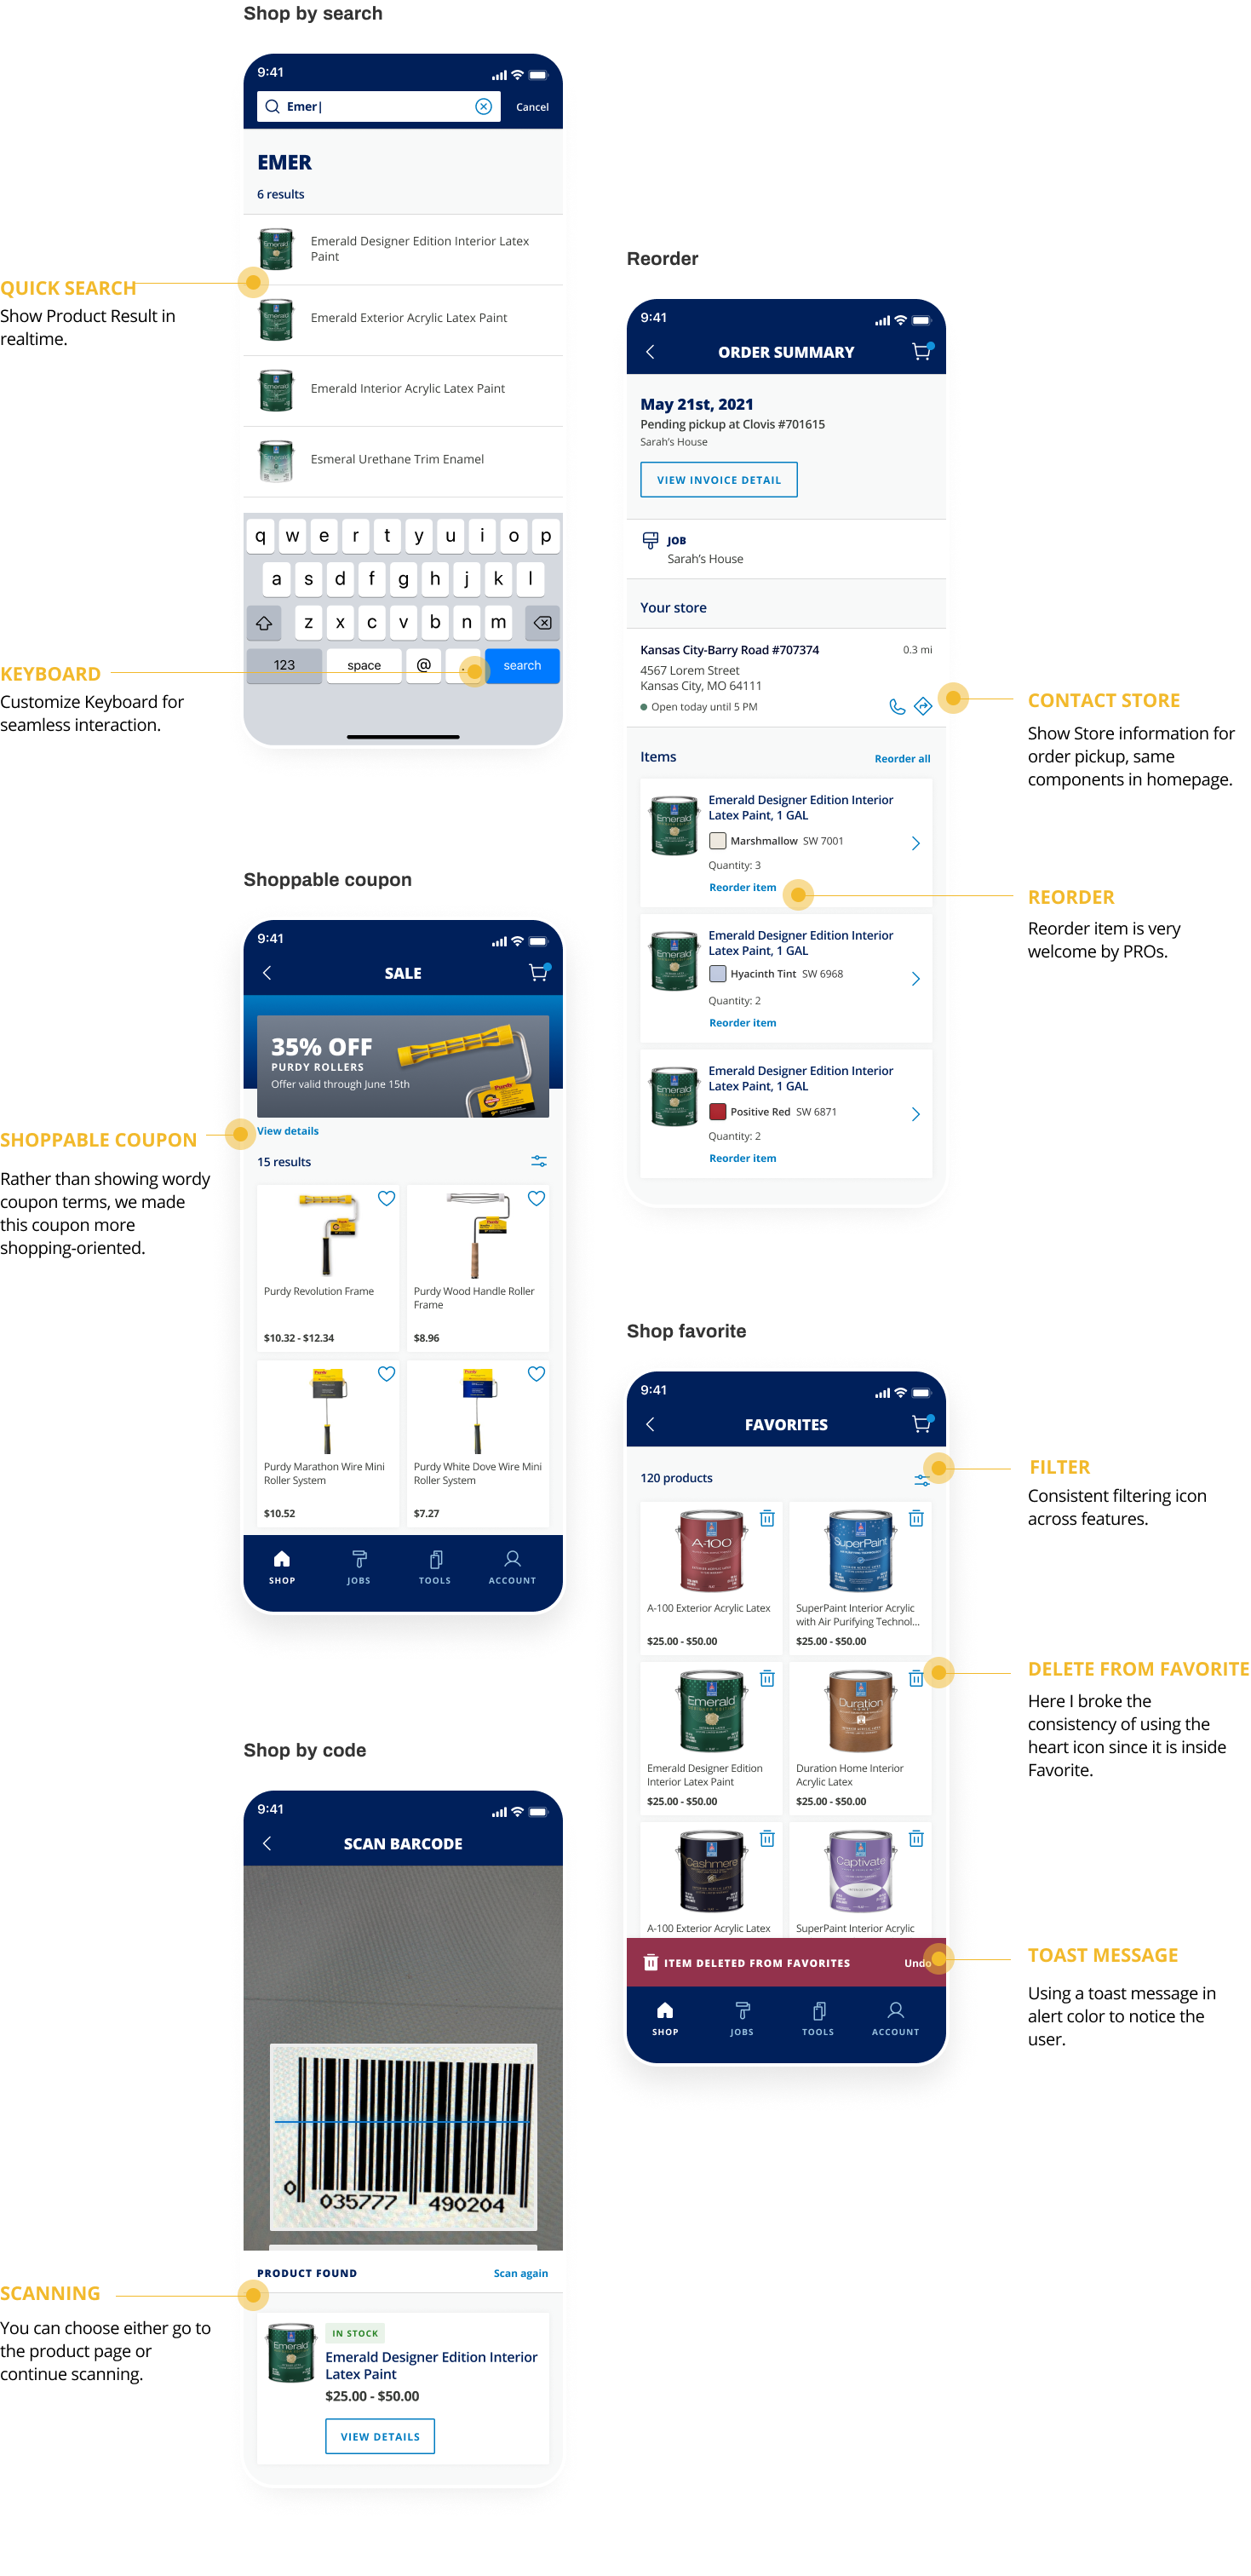 Shop by search
9:41
Emer
Cancel
EMER
6 results
Emerald Designer Edition Interior Latex
Paint
Emerald Exterior Acrylic Latex Paint
Emerald Interior Acrylic Latex Paint
Esmeral Urethane Trim Enamel
q w e r t y u i o p
a s d f g h j k l
z x c v b n m
123 space @ . search
QUICK SEARCH
Show Product Result in
realtime.
KEYBOARD
Customize Keyboard for
seamless interaction.
Reorder
9:41
ORDER SUMMARY
May 21st, 2021
Pending pickup at Clovis #701615
Sarah's House
VIEW INVOICE DETAIL
JOB
Sarah's House
Your store
Kansas City-Barry Road #707374
0.3 mi
4567 Lorem Street
Kansas City, MO 64111
Open today until 5 PM
Items
Reorder all
Emerald
Emerald Designer Edition Interior
Latex Paint, 1 GAL
Marshmallow SW 7001
Quantity: 3
Reorder item
Emerald
Emerald Designer Edition Interior
Latex Paint, 1 GAL
Hyacinth Tint SW 6968
Quantity: 2
Reorder item
Emerald
Emerald Designer Edition Interior
Latex Paint, 1 GAL
Positive Red SW 6871
Quantity: 2
Reorder item
CONTACT STORE
Show Store information for
order pickup, same
components in homepage.
REORDER
Reorder item is very
welcome by PROs.
Shoppable coupon
9:41
SALE
35% OFF
PURDY ROLLERS
Offer valid through June 15th
Purdy
View details
15 results
Purdy Revolution Frame
$10.32 - $12.34
Purdy Wood Handle Roller
Frame
$8.96
Purdy Marathon Wire Mini
Roller System
$10.52
Purdy White Dove Wire Mini
Roller System
$7.27
SHOP
JOBS
TOOLS
ACCOUNT
SHOPPABLE COUPON
Rather than showing wordy
coupon terms, we made
this coupon more
shopping-oriented.
Shop favorite
9:41
FAVORITES
120 products
A-100
A-100 Exterior Acrylic Latex
$25.00 - $50.00
SuperPaint
SuperPaint Interior Acrylic
with Air Purifying Technol...
$25.00 - $50.00
Emerald
Emerald Designer Edition
Interior Latex Paint
$25.00 - $50.00
Duration
Duration Home Interior
Acrylic Latex
$25.00 - $50.00
Cashmere
A-100 Exterior Acrylic Latex
Captivate
SuperPaint Interior Acrylic
ITEM DELETED FROM FAVORITES
Undo
SHOP
JOBS
TOOLS
ACCOUNT
FILTER
Consistent filtering icon
across features.
DELETE FROM FAVORITE
Here I broke the
consistency of using the
heart icon since it is inside
Favorite.
TOAST MESSAGE
Using a toast message in
alert color to notice the
user.
Shop by code
9:41
SCAN BARCODE
0 035777 490204
PRODUCT FOUND
Scan again
Emerald
IN STOCK
Emerald Designer Edition Interior
Latex Paint
$25.00 - $50.00
VIEW DETAILS
SCANNING
You can choose either go to
the product page or
continue scanning.